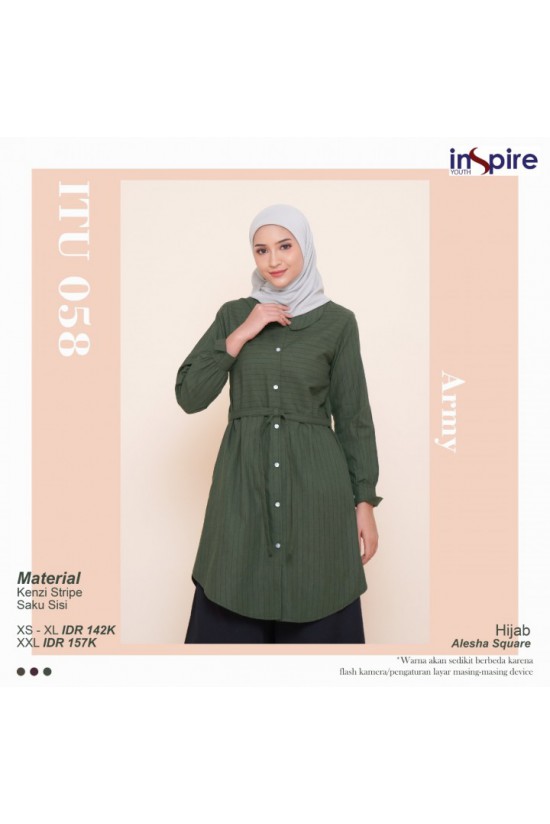 inSpire
YOUTH
ITU 058
Army
Material
Kenzi Stripe
Saku Sisi
XS - XL IDR 142K
XXL IDR 157K
Hijab
Alesha Square
*Warna akan sedikit berbeda karena
flash kamera/pengaturan layar masing-masing device